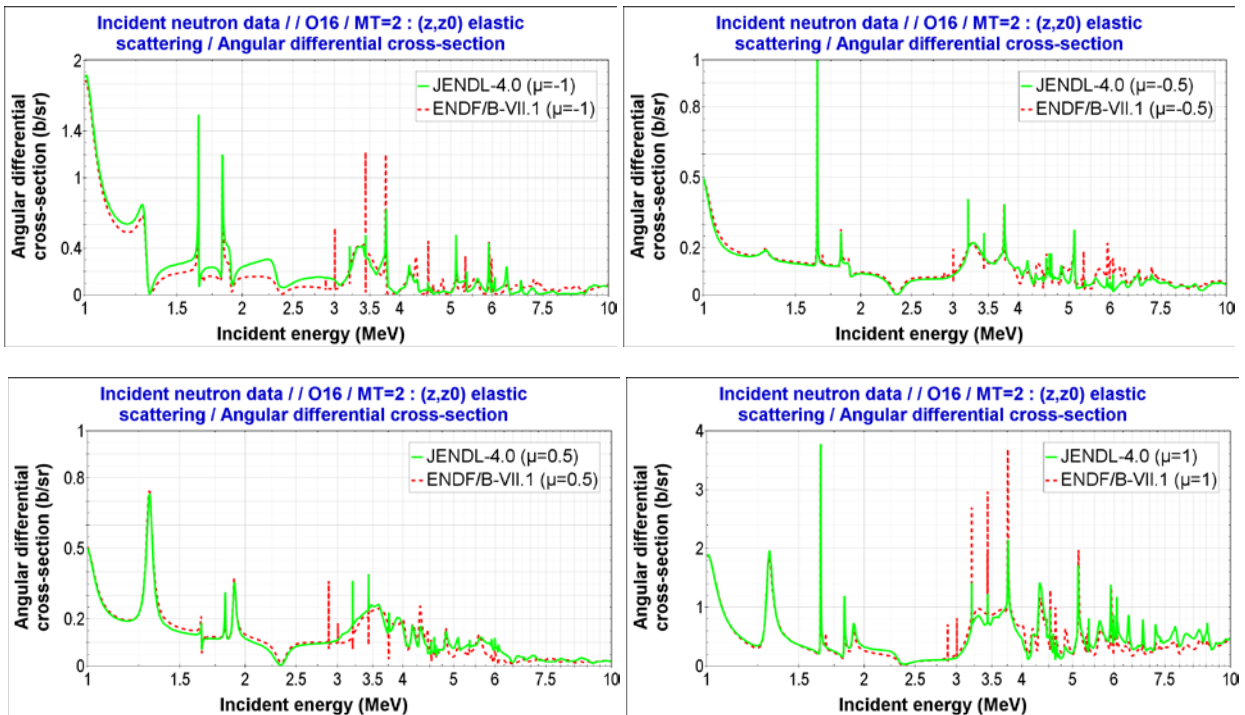 Incident neutron data // O16 / MT=2 : (z,z0) elastic
scattering / Angular differential cross-section
Angular differential
cross-section (b/sr)
2
1.4
1
0.4
0
JENDL-4.0 (μ=-1)
ENDF/B-VII.1 (μ=-1)
1 1.5 2 2.5 3 3.5 4 5 6 7.5 10
Incident energy (MeV)
Incident neutron data // O16 / MT=2 : (z,z0) elastic
scattering / Angular differential cross-section
Angular differential
cross-section (b/sr)
1
0.8
0.5
0.2
0
JENDL-4.0 (μ=-0.5)
ENDF/B-VII.1 (μ=-0.5)
1 1.5 2 2.5 3 3.5 4 5 6 7.5 10
Incident energy (MeV)
Incident neutron data // O16 / MT=2 : (z,z0) elastic
scattering / Angular differential cross-section
Angular differential
cross-section (b/sr)
1
0.8
0.5
0.2
0
JENDL-4.0 (μ=0.5)
ENDF/B-VII.1 (μ=0.5)
1 1.5 2 2.5 3 3.5 4 5 6 7.5 10
Incident energy (MeV)
Incident neutron data // O16 / MT=2 : (z,z0) elastic
scattering / Angular differential cross-section
Angular differential
cross-section (b/sr)
4
3
2
1
0
JENDL-4.0 (μ=1)
ENDF/B-VII.1 (μ=1)
1 1.5 2 2.5 3 3.5 4 5 6 7.5 10
Incident energy (MeV)